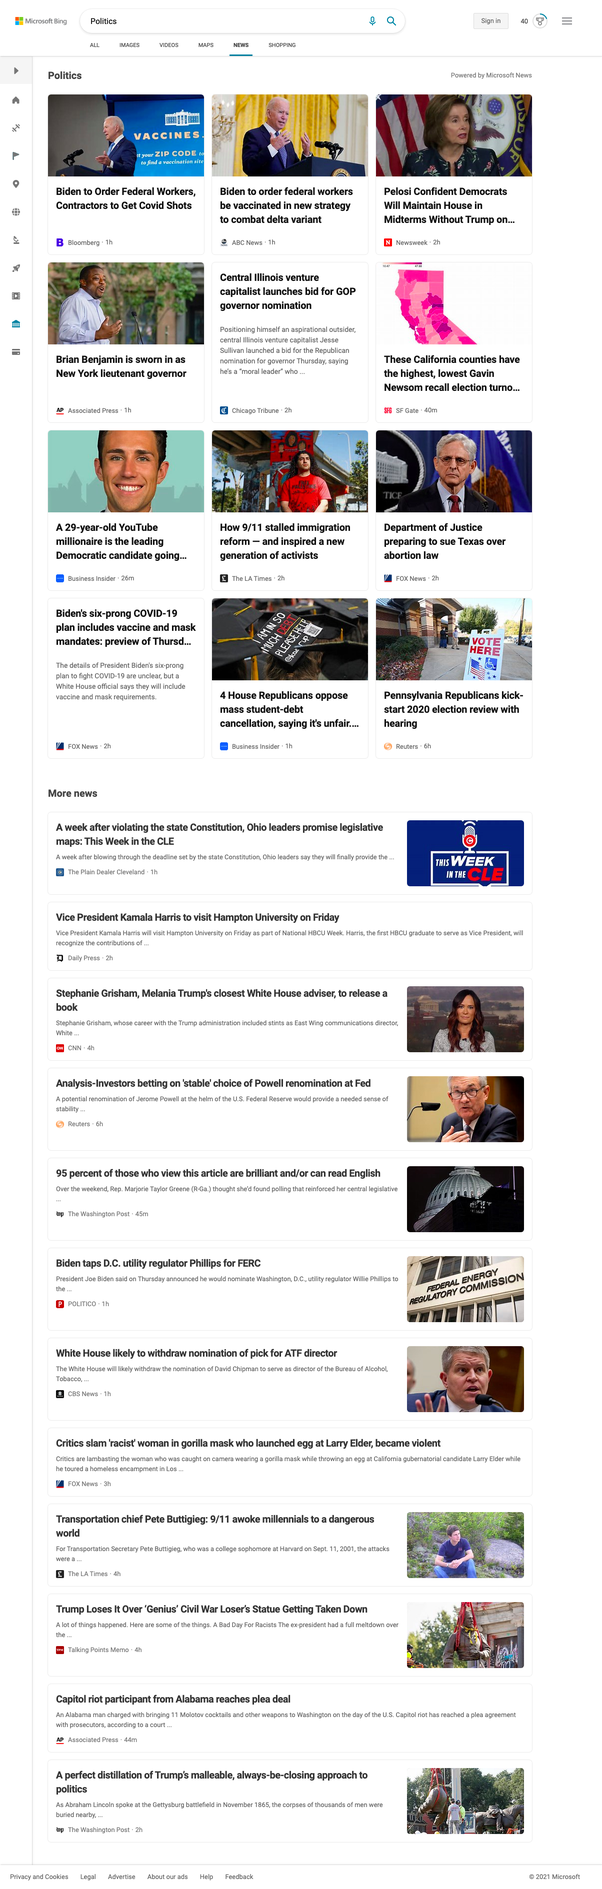 Microsoft Bing
Politics
Sign in
40
ALL IMAGES VIDEOS MAPS NEWS SHOPPING
Politics
Powered by Microsoft News
VACCINES.
your ZIP CODE to
to find a vaccination site
Biden to Order Federal Workers,
Contractors to Get Covid Shots
Bloomberg · 1h
Biden to order federal workers
be vaccinated in new strategy
to combat delta variant
ABC News · 1h
Pelosi Confident Democrats
Will Maintain House in
Midterms Without Trump on...
Newsweek · 2h
Brian Benjamin is sworn in as
New York lieutenant governor
AP Associated Press · 1h
Central Illinois venture
capitalist launches bid for GOP
governor nomination
Positioning himself an aspirational outsider,
central Illinois venture capitalist Jesse
Sullivan launched a bid for the Republican
nomination for governor Thursday, saying
he's a "moral leader" who ...
Chicago Tribune · 2h
These California counties have
the highest, lowest Gavin
Newsom recall election turno...
SF Gate · 40m
A 29-year-old YouTube
millionaire is the leading
Democratic candidate going...
Business Insider · 26m
How 9/11 stalled immigration
reform — and inspired a new
generation of activists
The LA Times · 2h
Department of Justice
preparing to sue Texas over
abortion law
FOX News · 2h
Biden's six-prong COVID-19
plan includes vaccine and mask
mandates: preview of Thursd...
The details of President Biden's six-prong
plan to fight COVID-19 are unclear, but a
White House official says they will include
vaccine and mask requirements.
FOX News · 2h
I AM IN SO
MUCH DEBT
PLEASE HELP
4 House Republicans oppose
mass student-debt
cancellation, saying it's unfair....
Business Insider · 1h
VOTE
HERE
Pennsylvania Republicans kick-
start 2020 election review with
hearing
Reuters · 6h
More news
A week after violating the state Constitution, Ohio leaders promise legislative
maps: This Week in the CLE
A week after blowing through the deadline set by the state Constitution, Ohio leaders say they will finally provide the ...
The Plain Dealer Cleveland · 1h
THIS WEEK
IN THE CLE
Vice President Kamala Harris to visit Hampton University on Friday
Vice President Kamala Harris will visit Hampton University on Friday as part of National HBCU Week. Harris, the first HBCU graduate to serve as Vice President, will
recognize the contributions of ...
Daily Press · 2h
Stephanie Grisham, Melania Trump's closest White House adviser, to release a
book
Stephanie Grisham, whose career with the Trump administration included stints as East Wing communications director,
White ...
CNN · 4h
Analysis-Investors betting on 'stable' choice of Powell renomination at Fed
A potential renomination of Jerome Powell at the helm of the U.S. Federal Reserve would provide a needed sense of
stability ...
Reuters · 6h
95 percent of those who view this article are brilliant and/or can read English
Over the weekend, Rep. Marjorie Taylor Greene (R-Ga.) thought she'd found polling that reinforced her central legislative
...
wp The Washington Post · 45m
Biden taps D.C. utility regulator Phillips for FERC
President Joe Biden said on Thursday announced he would nominate Washington, D.C., utility regulator Willie Phillips to
the ...
POLITICO · 1h
FEDERAL ENERGY
REGULATORY COMMISSION
White House likely to withdraw nomination of pick for ATF director
The White House will likely withdraw the nomination of David Chipman to serve as director of the Bureau of Alcohol,
Tobacco, ...
CBS News · 1h
Critics slam 'racist' woman in gorilla mask who launched egg at Larry Elder, became violent
Critics are lambasting the woman who was caught on camera wearing a gorilla mask while throwing an egg at California gubernatorial candidate Larry Elder while
he toured a homeless encampment in Los ...
FOX News · 3h
Transportation chief Pete Buttigieg: 9/11 awoke millennials to a dangerous
world
For Transportation Secretary Pete Buttigieg, who was a college sophomore at Harvard on Sept. 11, 2001, the attacks
were a ...
The LA Times · 4h
Trump Loses It Over 'Genius' Civil War Loser's Statue Getting Taken Down
A lot of things happened. Here are some of the things. A Bad Day For Racists The ex-president had a full meltdown over
the ...
Talking Points Memo · 4h
Capitol riot participant from Alabama reaches plea deal
An Alabama man charged with bringing 11 Molotov cocktails and other weapons to Washington on the day of the U.S. Capitol riot has reached a plea agreement
with prosecutors, according to a court ...
AP Associated Press · 44m
A perfect distillation of Trump's malleable, always-be-closing approach to
politics
As Abraham Lincoln spoke at the Gettysburg battlefield in November 1865, the corpses of thousands of men were
buried nearby, ...
wp The Washington Post · 2h
Privacy and Cookies Legal Advertise About our ads Help Feedback
© 2021 Microsoft